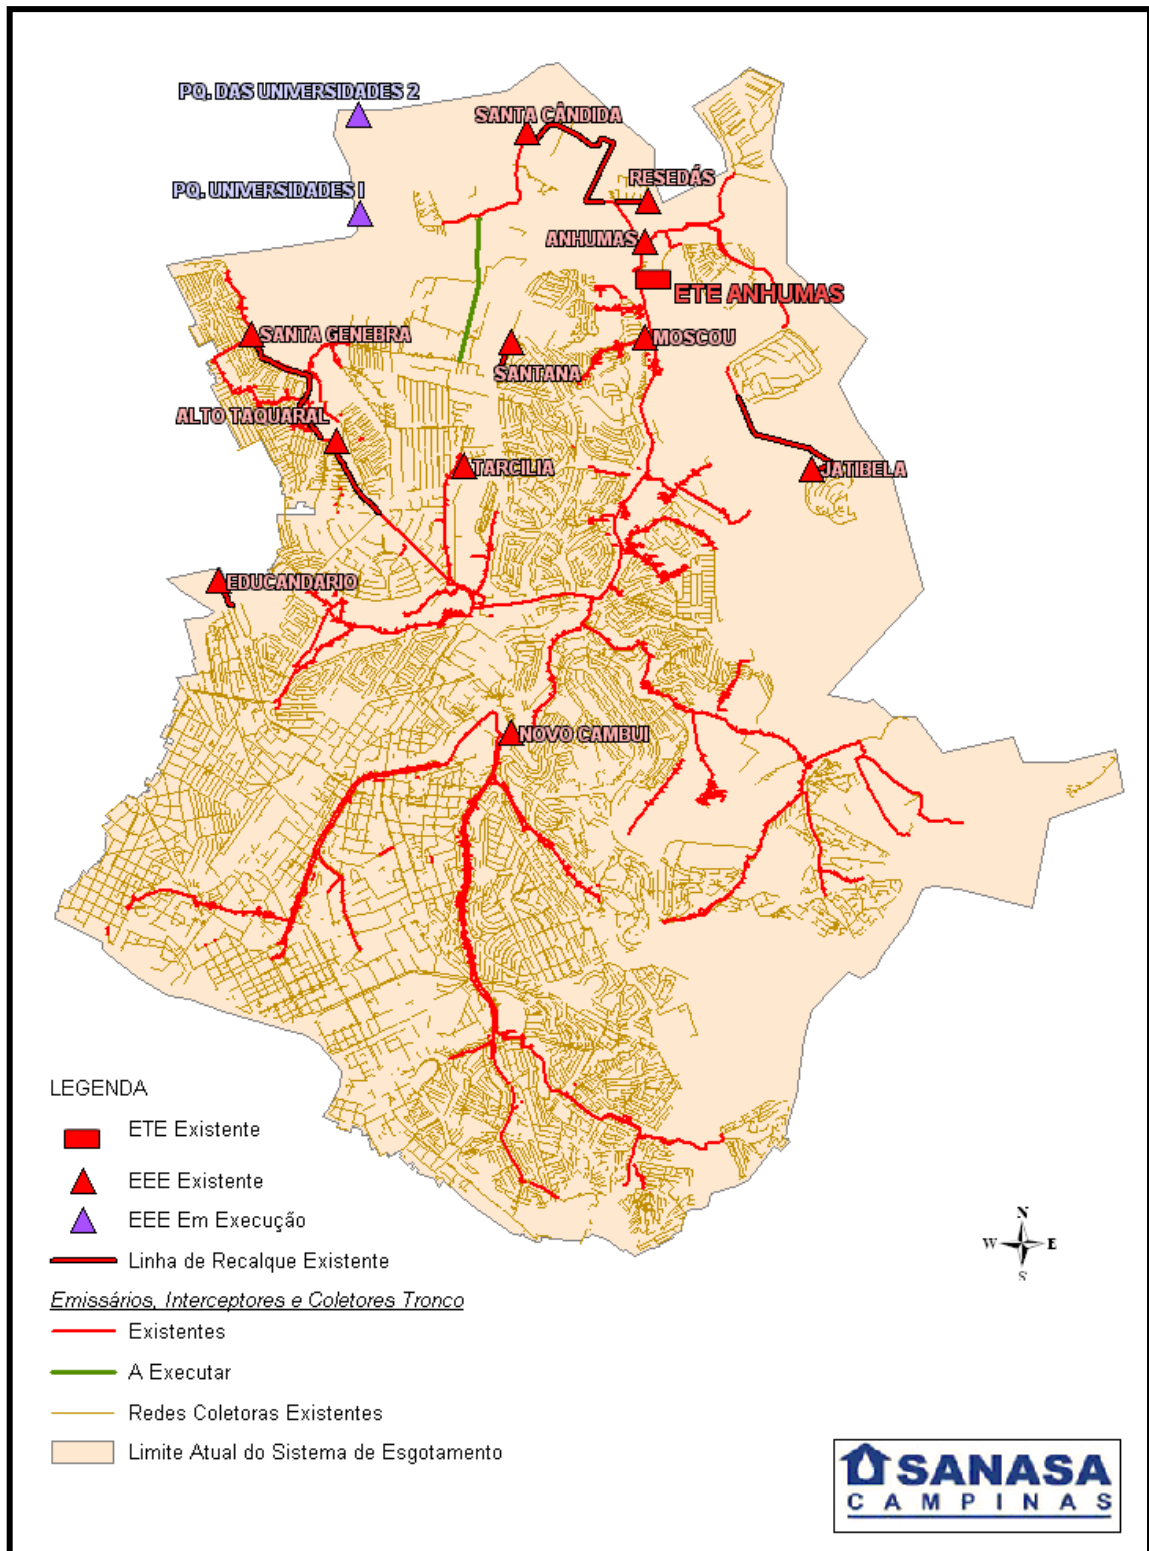 PQ. DAS UNIVERSIDADES 2
SANTA CÂNDIDA
RESEDÁS
PQ. UNIVERSIDADES I
ANHUMAS
ETE ANHUMAS
SANTA GENEBRA
MOSCOU
SANTANA
ALTO TAQUARAL
TARCILIA
JATIBELA
EDUCANDARIO
NOVO CAMBUI
LEGENDA
ETE Existente
EEE Existente
EEE Em Execução
Linha de Recalque Existente
Emissários, Interceptores e Coletores Tronco
Existentes
A Executar
Redes Coletoras Existentes
Limite Atual do Sistema de Esgotamento
N
W E
S
SANASA
CAMPINAS